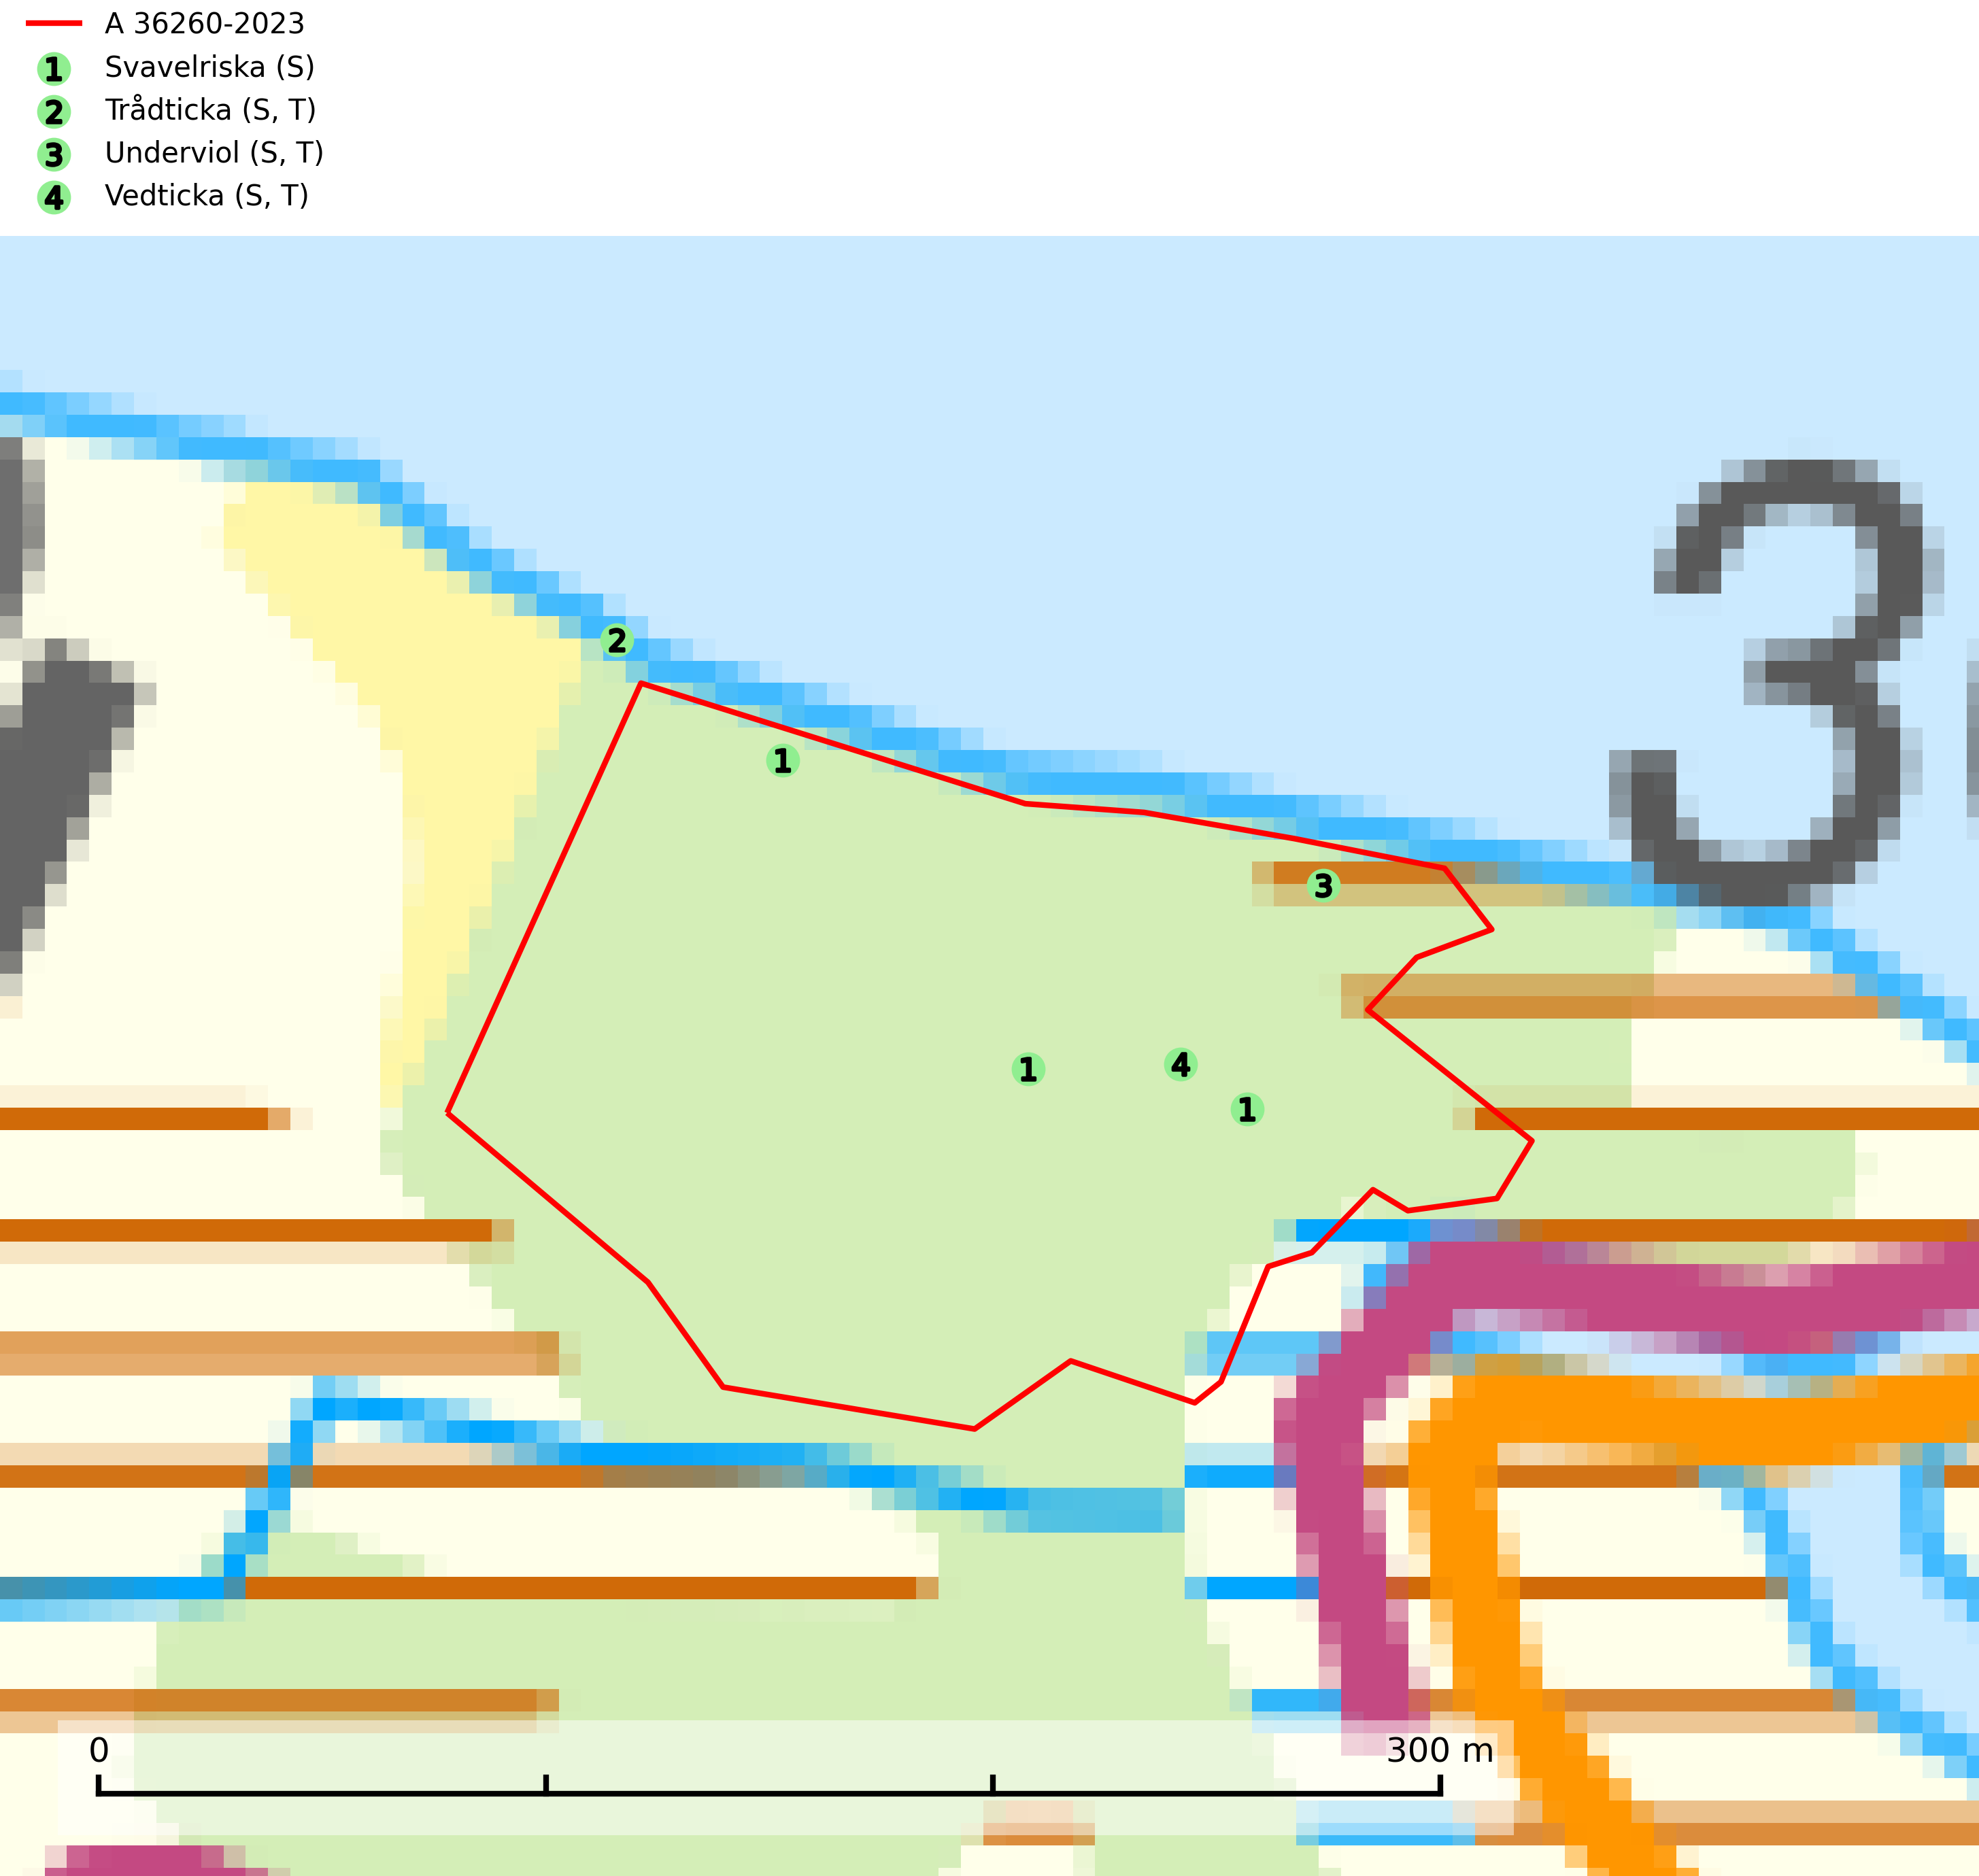 A 36260-2023
1 Svavelriska (S)
2 Trådticka (S, T)
3 Underviol (S, T)
4 Vedticka (S, T)
3
2
1
3
1
4
1
0 300 m